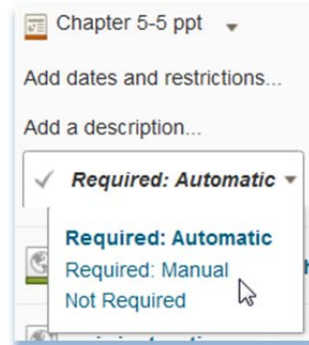 Chapter 5-5 ppt
Add dates and restrictions...
Add a description...
Required: Automatic
Required: Automatic
Required: Manual
Not Required